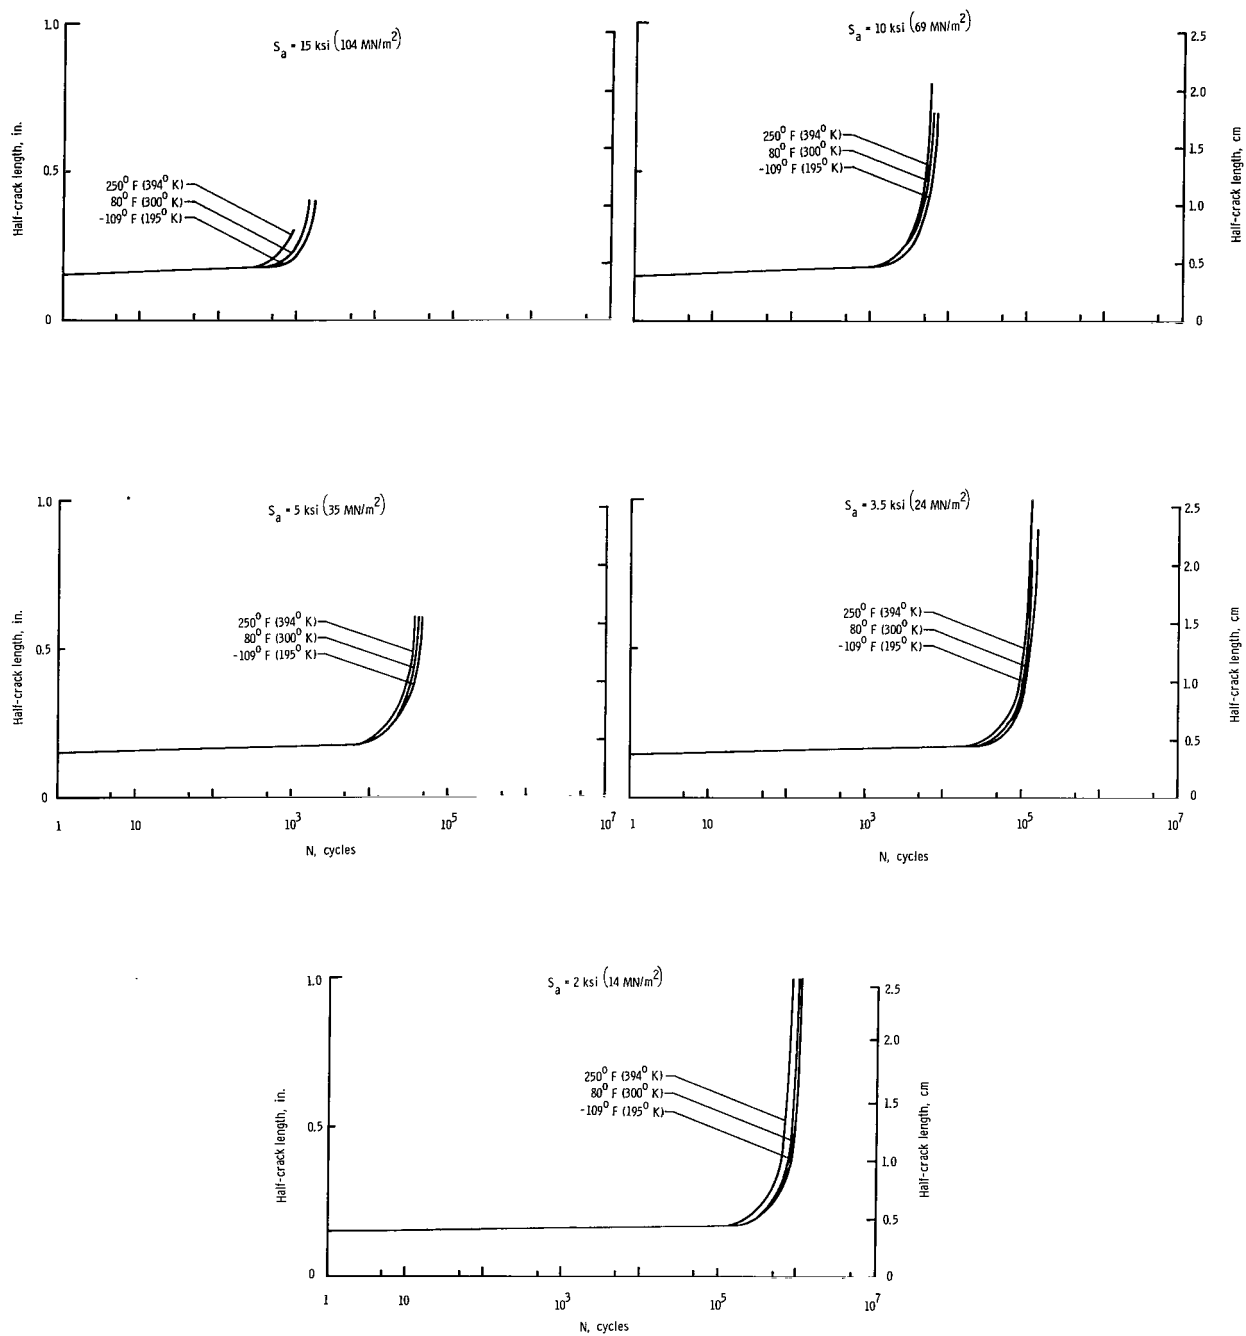 1.0
S_a = 15 ksi (104 MN/m²)
Half-crack length, in.
0.5
250° F (394° K)
80° F (300° K)
-109° F (195° K)
0
S_a = 10 ksi (69 MN/m²)
2.5
2.0
250° F (394° K)
80° F (300° K)
-109° F (195° K)
1.5
Half-crack length, cm
1.0
0.5
0
1.0
S_a = 5 ksi (35 MN/m²)
Half-crack length, in.
250° F (394° K)
80° F (300° K)
-109° F (195° K)
0.5
0
1 10 10³ 10⁵ 10⁷
N, cycles
S_a = 3.5 ksi (24 MN/m²)
2.5
2.0
250° F (394° K)
80° F (300° K)
-109° F (195° K)
1.5
Half-crack length, cm
1.0
0.5
0
1 10 10³ 10⁵ 10⁷
N, cycles
1.0
S_a = 2 ksi (14 MN/m²)
2.5
2.0
Half-crack length, in.
250° F (394° K)
80° F (300° K)
-109° F (195° K)
0.5
1.5
Half-crack length, cm
1.0
0.5
0
0
1 10 10³ 10⁵ 10⁷
N, cycles